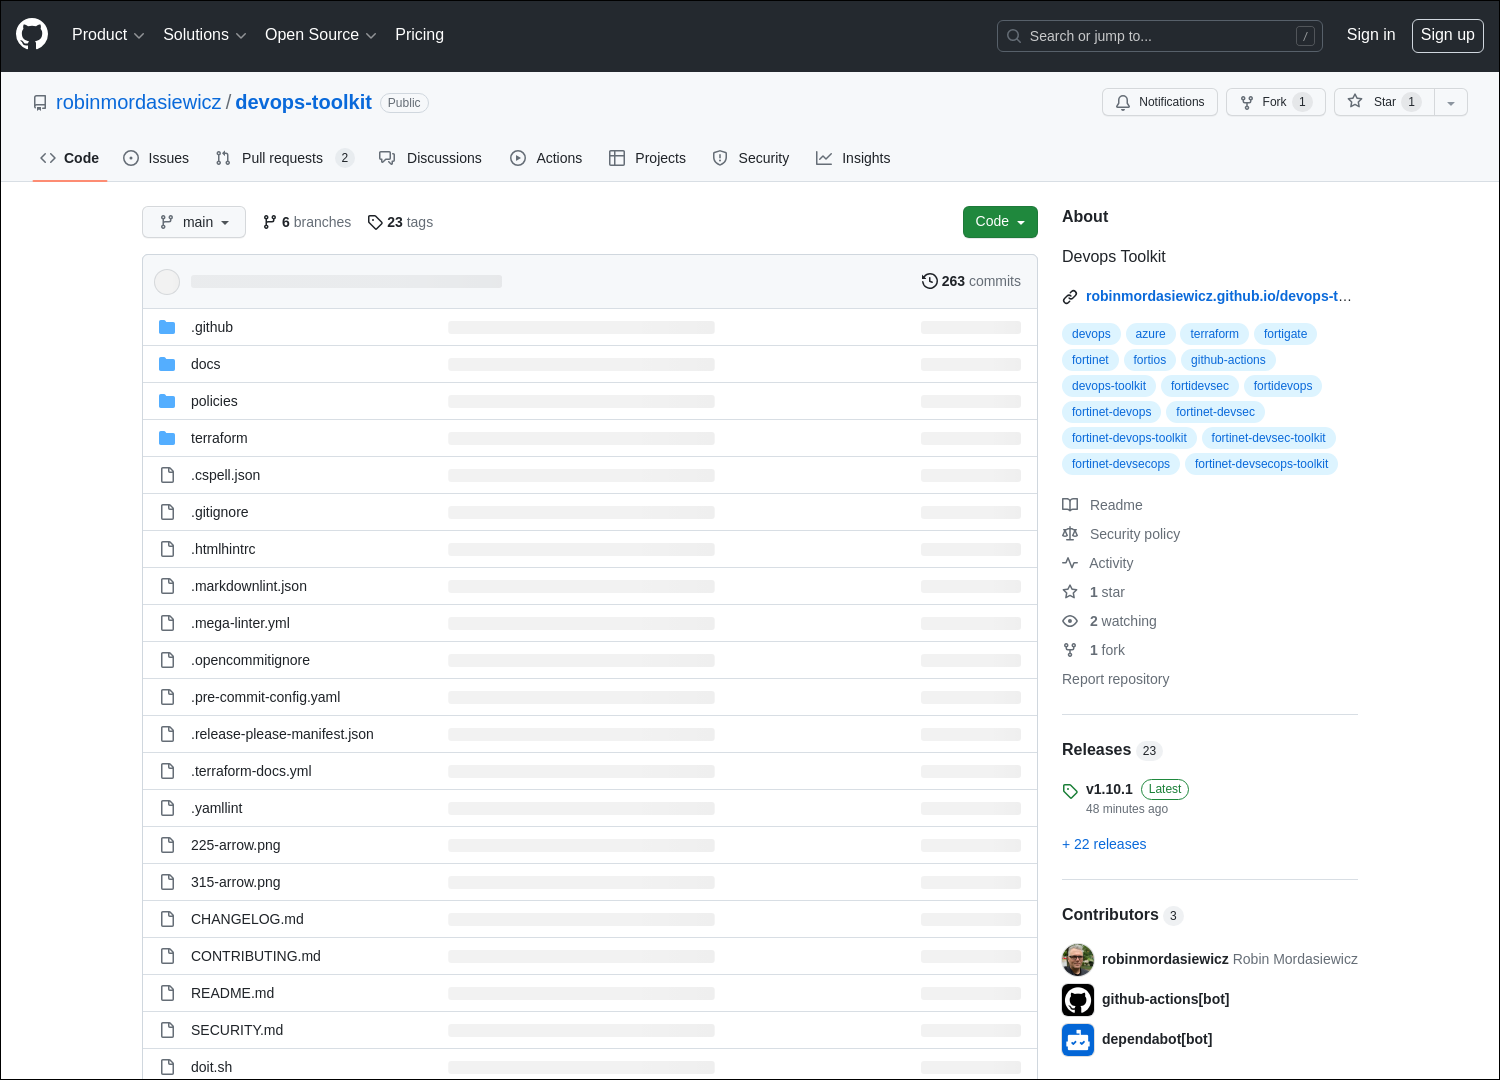 Product Solutions Open Source Pricing Search or jump to... / Sign in Sign up
robinmordasiewicz / devops-toolkit Public Notifications Fork 1 Star 1
Code Issues Pull requests 2 Discussions Actions Projects Security Insights
main 6 branches 23 tags Code
263 commits
.github
docs
policies
terraform
.cspell.json
.gitignore
.htmlhintrc
.markdownlint.json
.mega-linter.yml
.opencommitignore
.pre-commit-config.yaml
.release-please-manifest.json
.terraform-docs.yml
.yamllint
225-arrow.png
315-arrow.png
CHANGELOG.md
CONTRIBUTING.md
README.md
SECURITY.md
doit.sh
About
Devops Toolkit
robinmordasiewicz.github.io/devops-t…
devops azure terraform fortigate
fortinet fortios github-actions
devops-toolkit fortidevsec fortidevops
fortinet-devops fortinet-devsec
fortinet-devops-toolkit fortinet-devsec-toolkit
fortinet-devsecops fortinet-devsecops-toolkit
Readme
Security policy
Activity
1 star
2 watching
1 fork
Report repository
Releases 23
v1.10.1 Latest
48 minutes ago
+ 22 releases
Contributors 3
robinmordasiewicz Robin Mordasiewicz
github-actions[bot]
dependabot[bot]